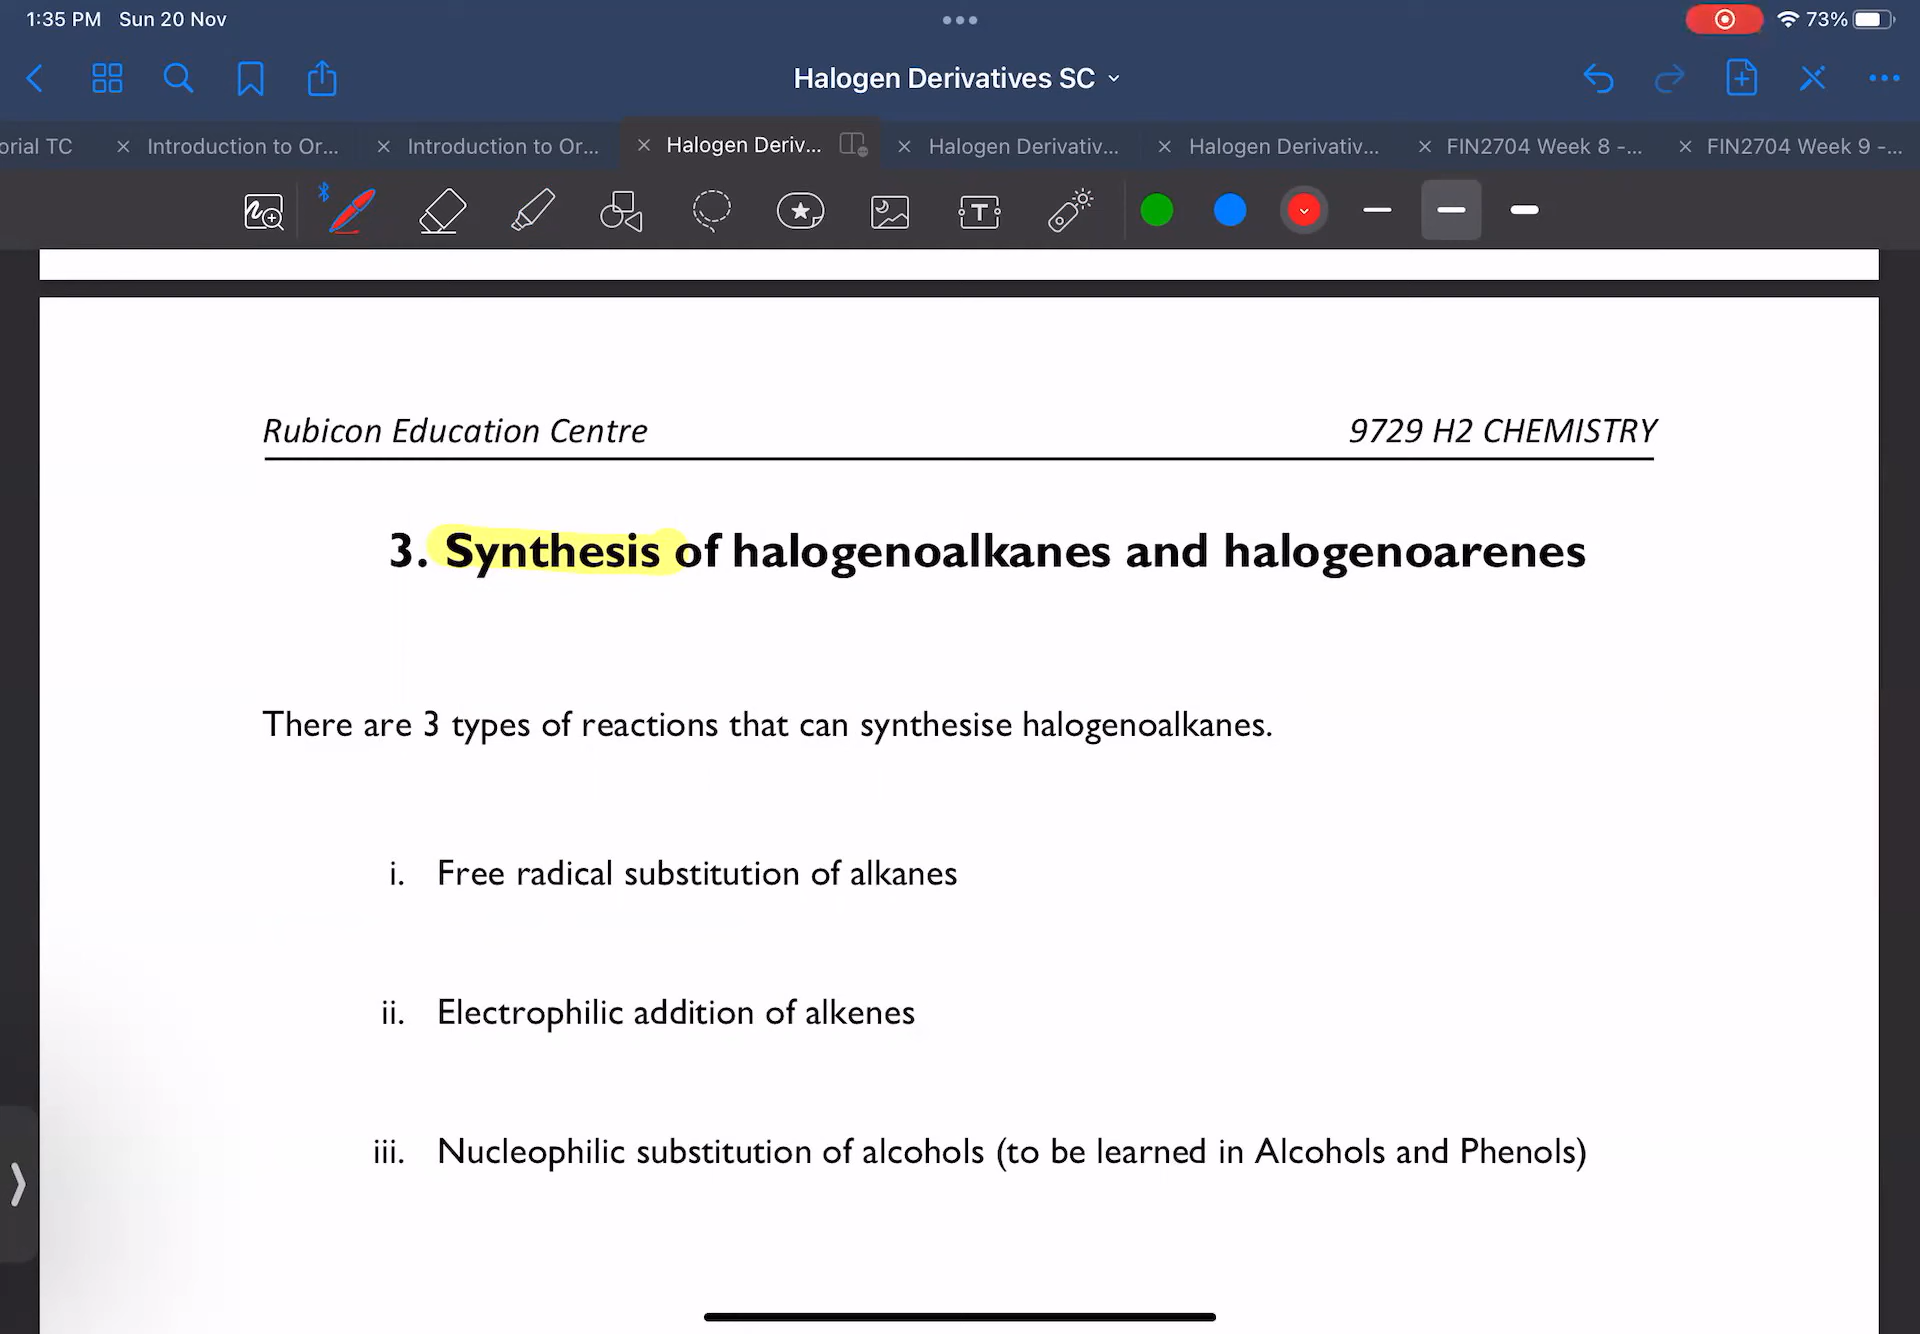 1:35 PM Sun 20 Nov
73%
Halogen Derivatives SC
orial TC
Introduction to Or...
Introduction to Or...
Halogen Deriv...
Halogen Derivativ...
Halogen Derivativ...
FIN2704 Week 8 -...
FIN2704 Week 9 -...
T
Rubicon Education Centre
9729 H2 CHEMISTRY
3. Synthesis of halogenoalkanes and halogenoarenes
There are 3 types of reactions that can synthesise halogenoalkanes.
i. Free radical substitution of alkanes
ii. Electrophilic addition of alkenes
iii. Nucleophilic substitution of alcohols (to be learned in Alcohols and Phenols)